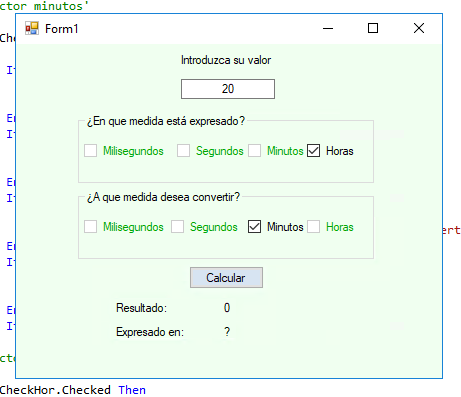 ctor minutos'
Form1
Che
Introduzca su valor
If
20
En
¿En que medida está expresado?
If
Milisegundos Segundos Minutos Horas
En
¿A que medida desea convertir?
If
Milisegundos Segundos Minutos Horas
ert
En
If
Calcular
Resultado: 0
En
Expresado en: ?
If
cto
CheckHor.Checked Then